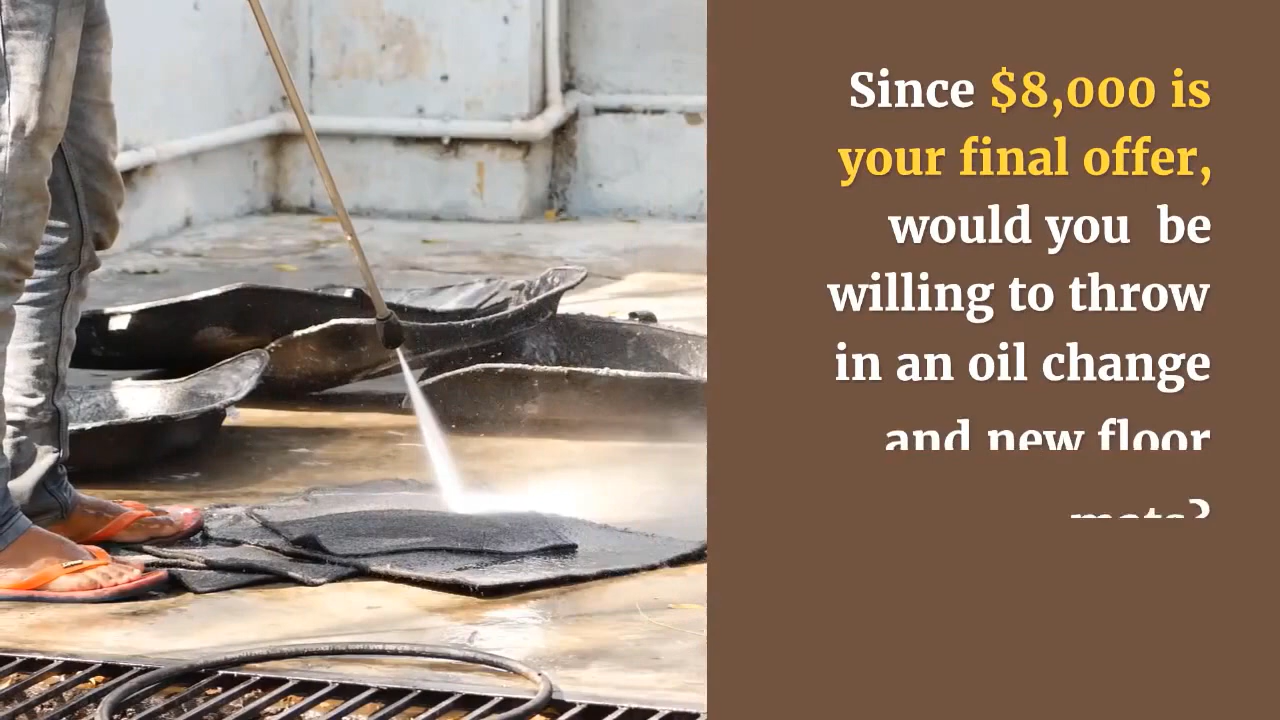 Since $8,000 is
your final offer,
would you be
willing to throw
in an oil change
and new floor
mats?